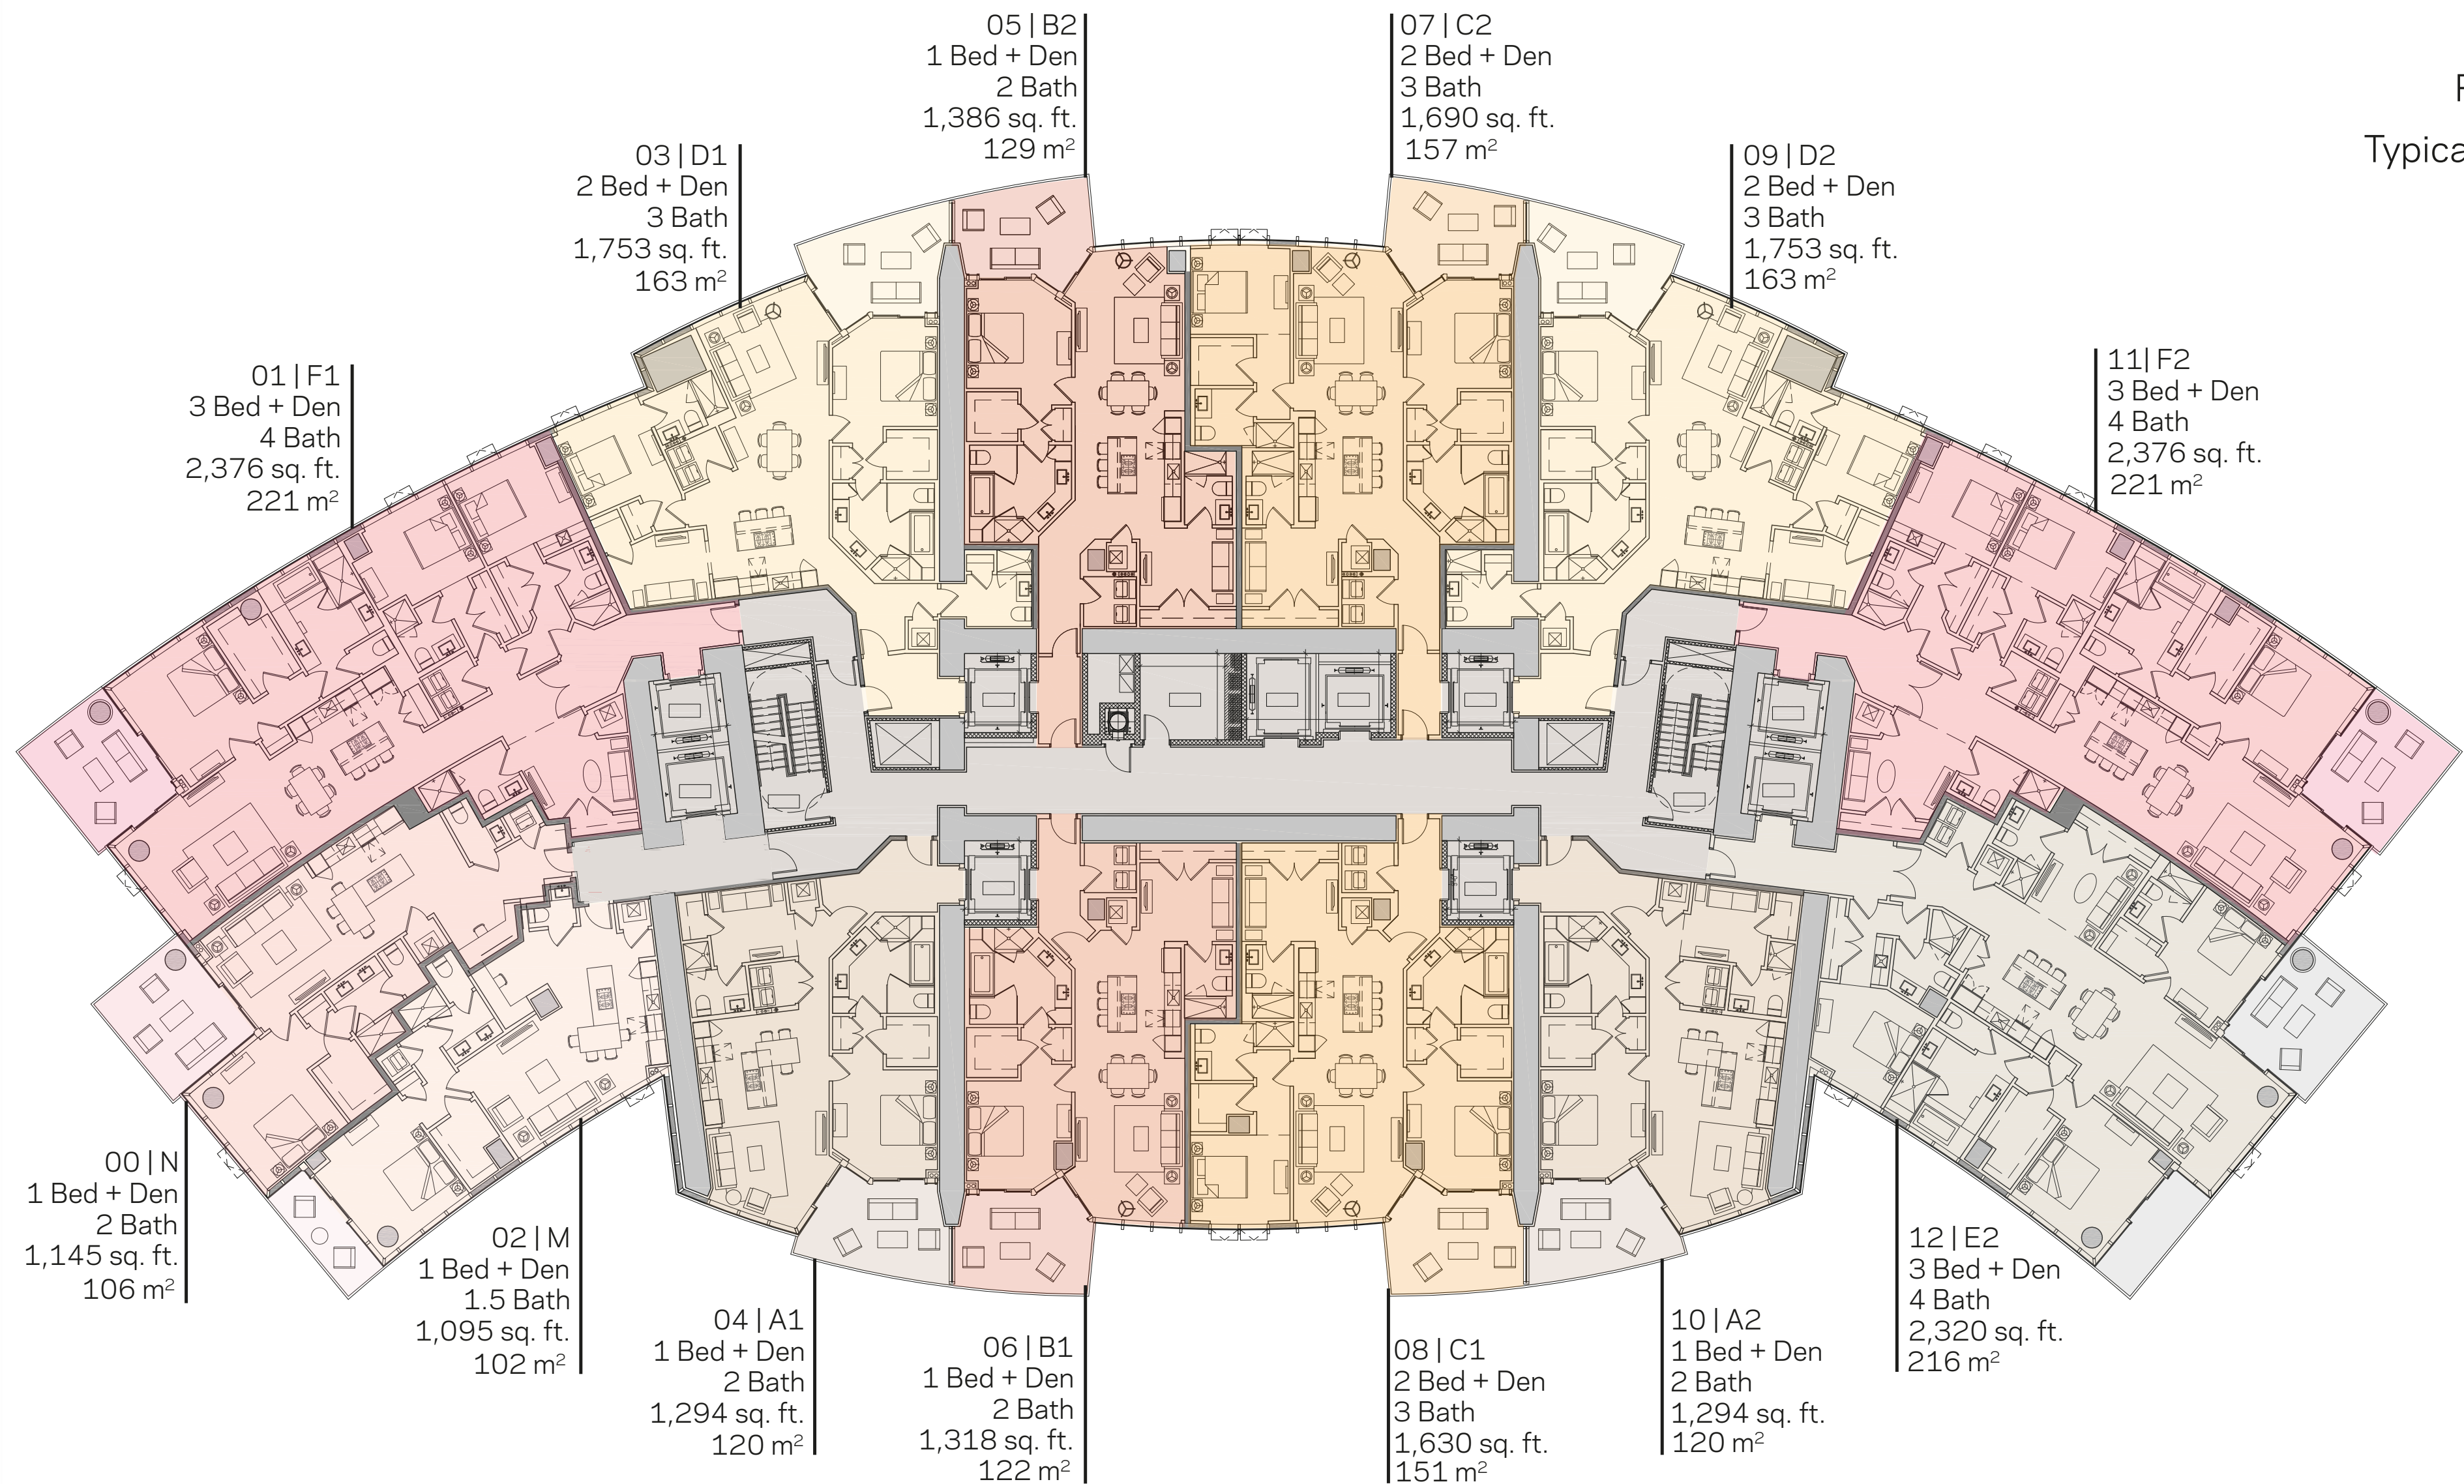 05 | B2
1 Bed + Den
2 Bath
1,386 sq. ft.
129 m²
07 | C2
2 Bed + Den
3 Bath
1,690 sq. ft.
157 m²
Typica
03 | D1
2 Bed + Den
3 Bath
1,753 sq. ft.
163 m²
09 | D2
2 Bed + Den
3 Bath
1,753 sq. ft.
163 m²
01 | F1
3 Bed + Den
4 Bath
2,376 sq. ft.
221 m²
11| F2
3 Bed + Den
4 Bath
2,376 sq. ft.
221 m²
00 | N
1 Bed + Den
2 Bath
1,145 sq. ft.
106 m²
02 | M
1 Bed + Den
1.5 Bath
1,095 sq. ft.
102 m²
04 | A1
1 Bed + Den
2 Bath
1,294 sq. ft.
120 m²
06 | B1
1 Bed + Den
2 Bath
1,318 sq. ft.
122 m²
08 | C1
2 Bed + Den
3 Bath
1,630 sq. ft.
151 m²
10 | A2
1 Bed + Den
2 Bath
1,294 sq. ft.
120 m²
12 | E2
3 Bed + Den
4 Bath
2,320 sq. ft.
216 m²